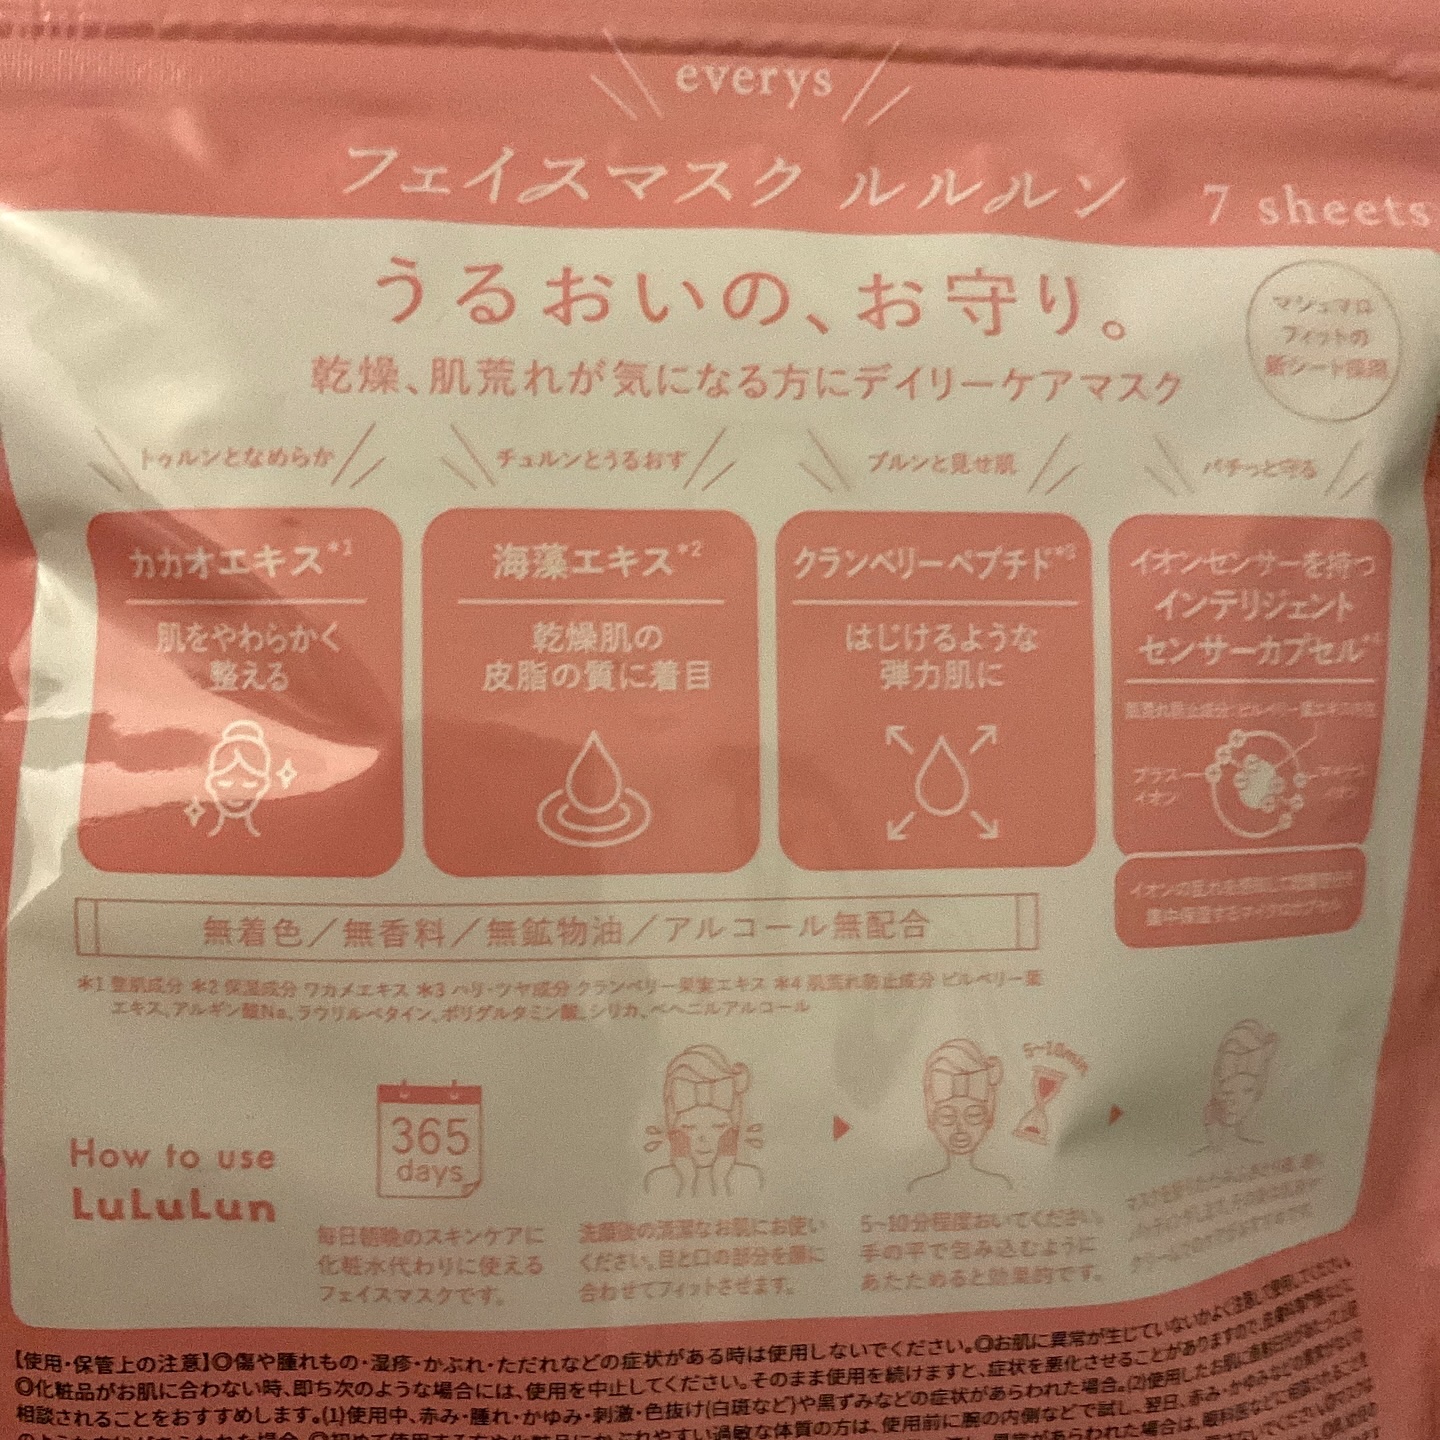 everys
フェイスマスク ルルルン 7 sheets
うるおいの、お守り。
乾燥、肌荒れが気になる方にデイリーケアマスク
マシュマロ
フィットの
新シート採用
トゥルンとなめらか
カカオエキス*1
肌をやわらかく
整える
チュルンとうるおす
海藻エキス*2
乾燥肌の
皮脂の質に着目
プルンと見せ肌
クランベリーペプチド*3
はじけるような
弾力肌に
パチっと守る
イオンセンサーを持つ
インテリジェント
センサーカプセル*4
肌荒れ防止成分:ビルベリー葉エキス
プラス
イオン
マイナス
イオン
無着色/無香料/無鉱物油/アルコール無配合
*1 整肌成分 *2 保湿成分 ワカメエキス *3 ハリ・ツヤ成分 クランベリー果実エキス *4 肌荒れ防止成分 ビルベリー葉
エキス、アルギン酸Na、ラウリルベタイン、ポリグルタミン酸、シリカ、ベヘニルアルコール
How to use
LuLuLun
365
days
毎日朝晩のスキンケアに
化粧水代わりに使える
フェイスマスクです。
洗顔後の清潔なお肌にお使い
ください。目と口の部分を顔に
合わせてフィットさせます。
5~10min
5~10分程度おいてください。
手の平で包み込むように
あたためると効果的です。
【使用・保管上の注意】◎傷や腫れもの・湿疹・かぶれ・ただれなどの症状がある時は使用しないでください。◎お肌に異常が生じていないかよく注意して使用してください。
◎化粧品がお肌に合わない時、即ち次のような場合には、使用を中止してください。そのまま使用を続けますと、症状を悪化させることがありますので、皮膚科専門医などに
相談されることをおすすめします。(1)使用中、赤み・腫れ・かゆみ・刺激・色抜け(白斑など)や黒ずみなどの症状があらわれた場合。(2)使用したお肌に直射日光があたって上記